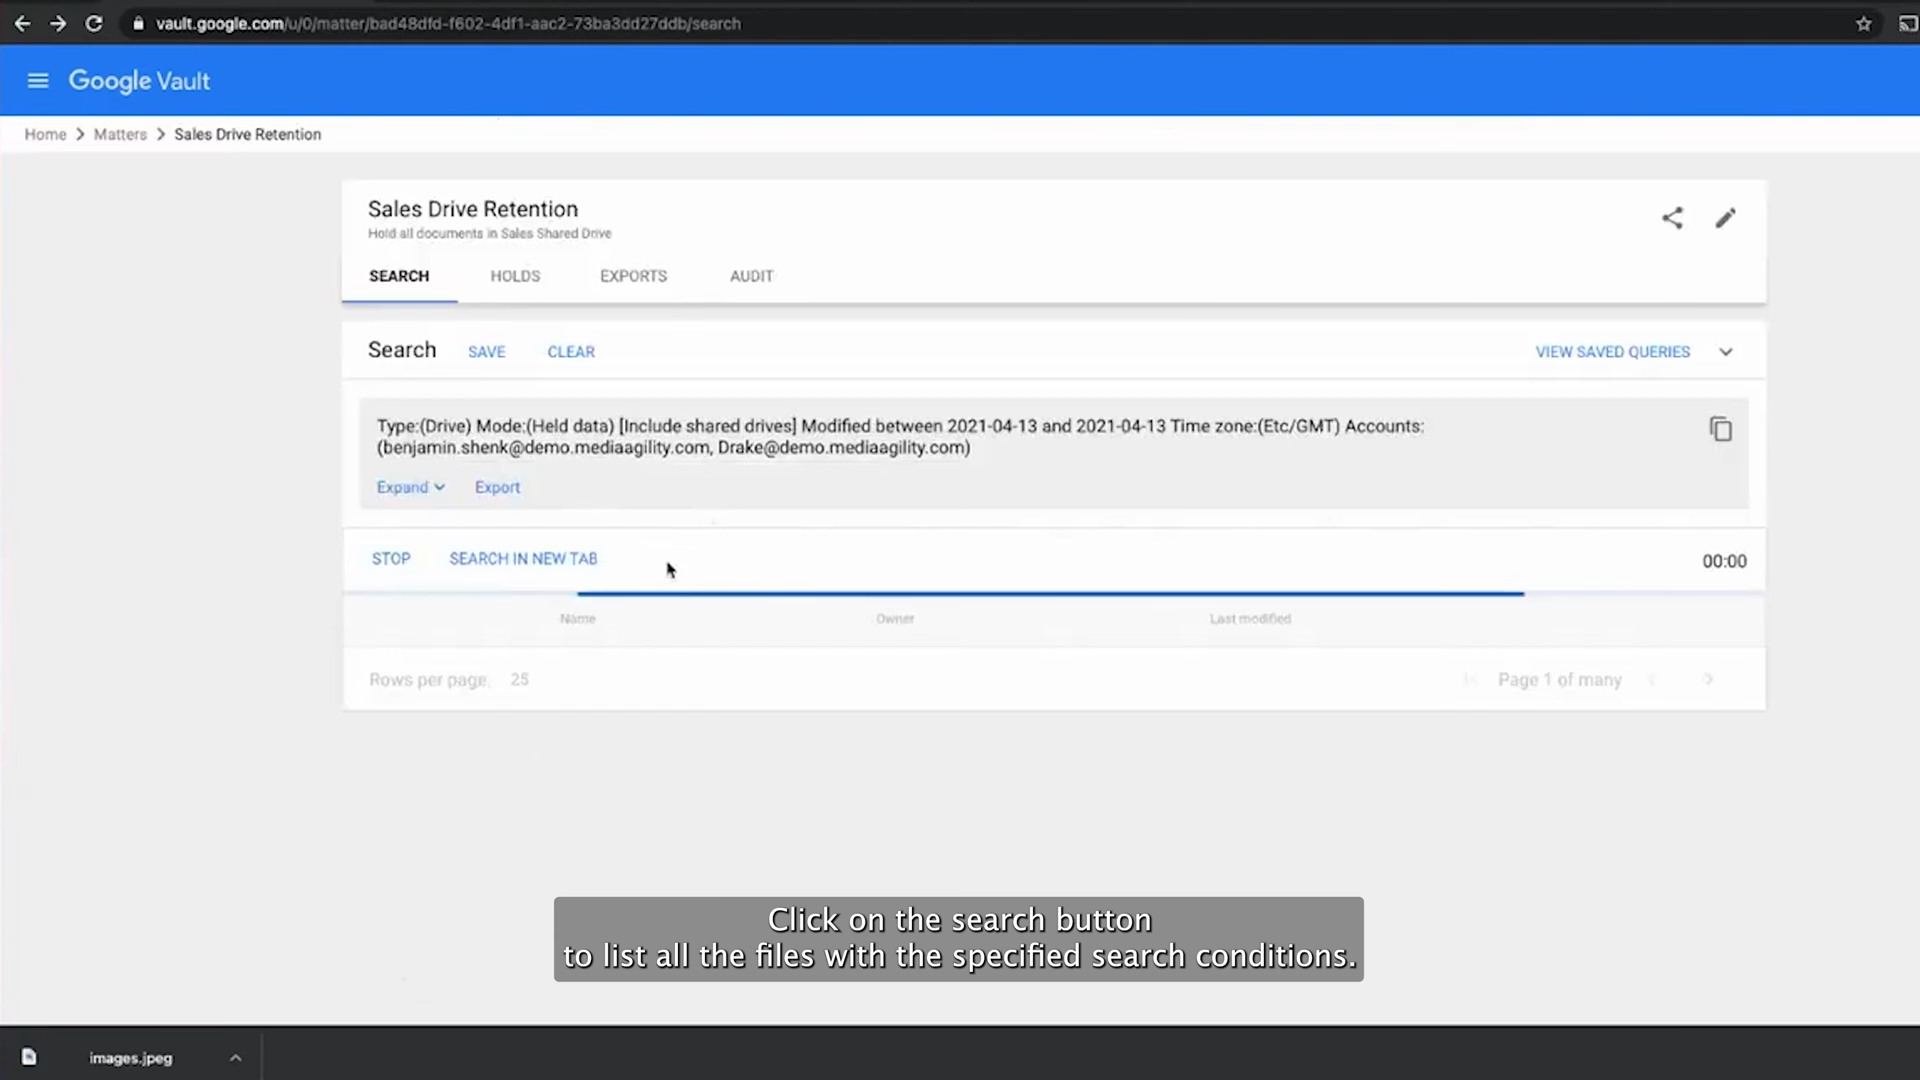 vault.google.com/u/0/matter/bad48dfd-f602-4df1-aac2-73ba3dd27ddb/search
Google Vault
Home > Matters > Sales Drive Retention
Sales Drive Retention
Hold all documents in Sales Shared Drive
SEARCH HOLDS EXPORTS AUDIT
Search SAVE CLEAR VIEW SAVED QUERIES
Type:(Drive) Mode:(Held data) [Include shared drives] Modified between 2021-04-13 and 2021-04-13 Time zone:(Etc/GMT) Accounts:
(benjamin.shenk@demo.mediaagility.com, Drake@demo.mediaagility.com)
Expand Export
STOP SEARCH IN NEW TAB 00:00
Name Owner Last modified
Rows per page: 25 Page 1 of many
Click on the search button
to list all the files with the specified search conditions.
images.jpeg